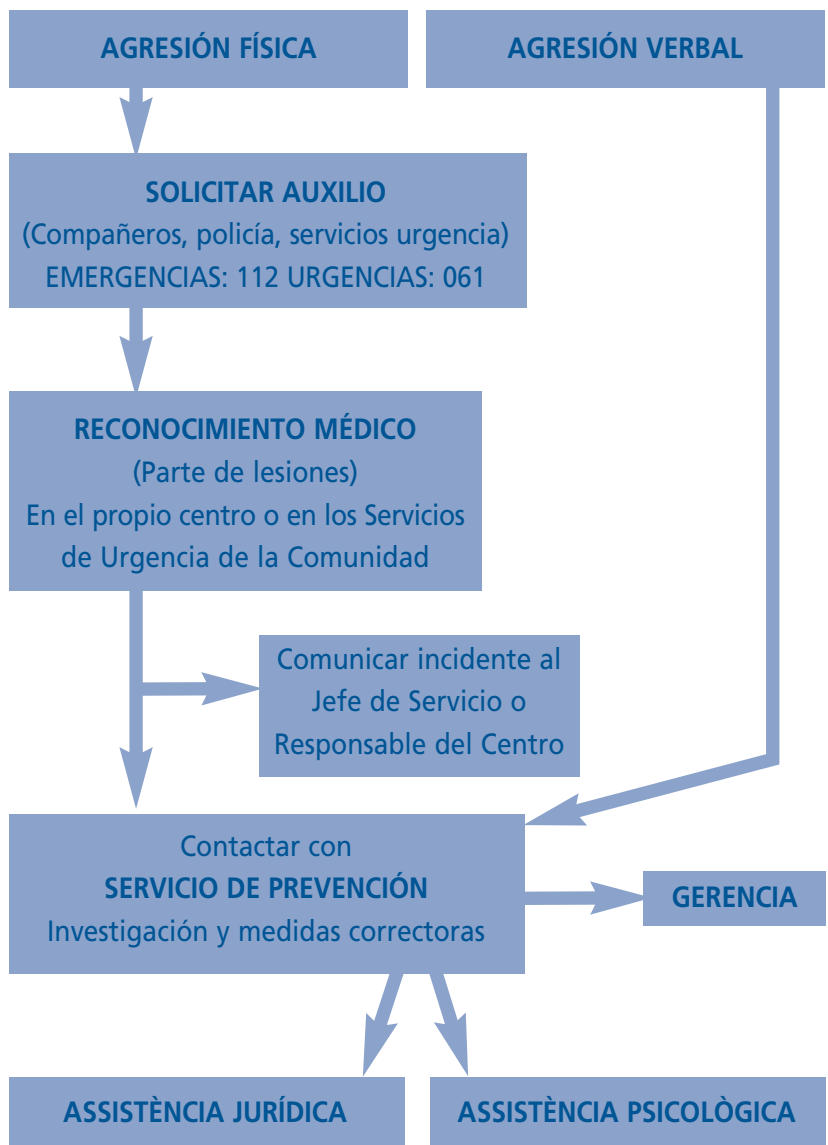 AGRESIÓN FÍSICA
AGRESIÓN VERBAL
SOLICITAR AUXILIO
(Compañeros, policía, servicios urgencia)
EMERGENCIAS: 112 URGENCIAS: 061
RECONOCIMIENTO MÉDICO
(Parte de lesiones)
En el propio centro o en los Servicios
de Urgencia de la Comunidad
Comunicar incidente al
Jefe de Servicio o
Responsable del Centro
Contactar con
SERVICIO DE PREVENCIÓN
Investigación y medidas correctoras
GERENCIA
ASSISTÈNCIA JURÍDICA
ASSISTÈNCIA PSICOLÒGICA